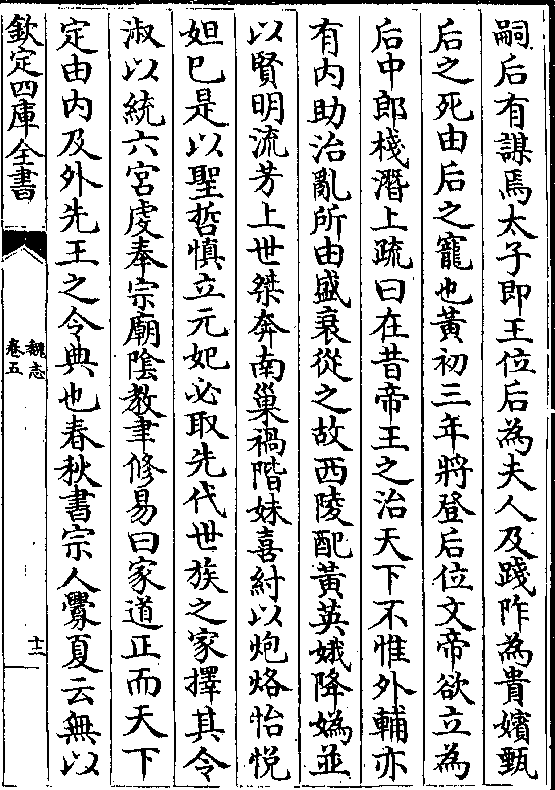 嗣后有謀焉太子即王位后為夫人及踐阼為貴嬪甄
后之死由后之寵也黃初三年將登后位文帝欲立為
后中郎棧潛上疏曰在昔帝王之治天下不惟外輔亦
有内助治亂所由盛衰從之故西陵配黃英娥降媯並
以賢明流芳上世桀奔南巢禍階妹喜紂以炮烙怡悦
妲巳是以聖哲慎立元妃必取先代世族之家擇其令
淑以統六宫虔奉宗廟陰教聿修易曰家道正而天下
定由内及外先王之令典也春秋書宗人釁夏云無以
欽定四庫全書
魏志
卷五
十二